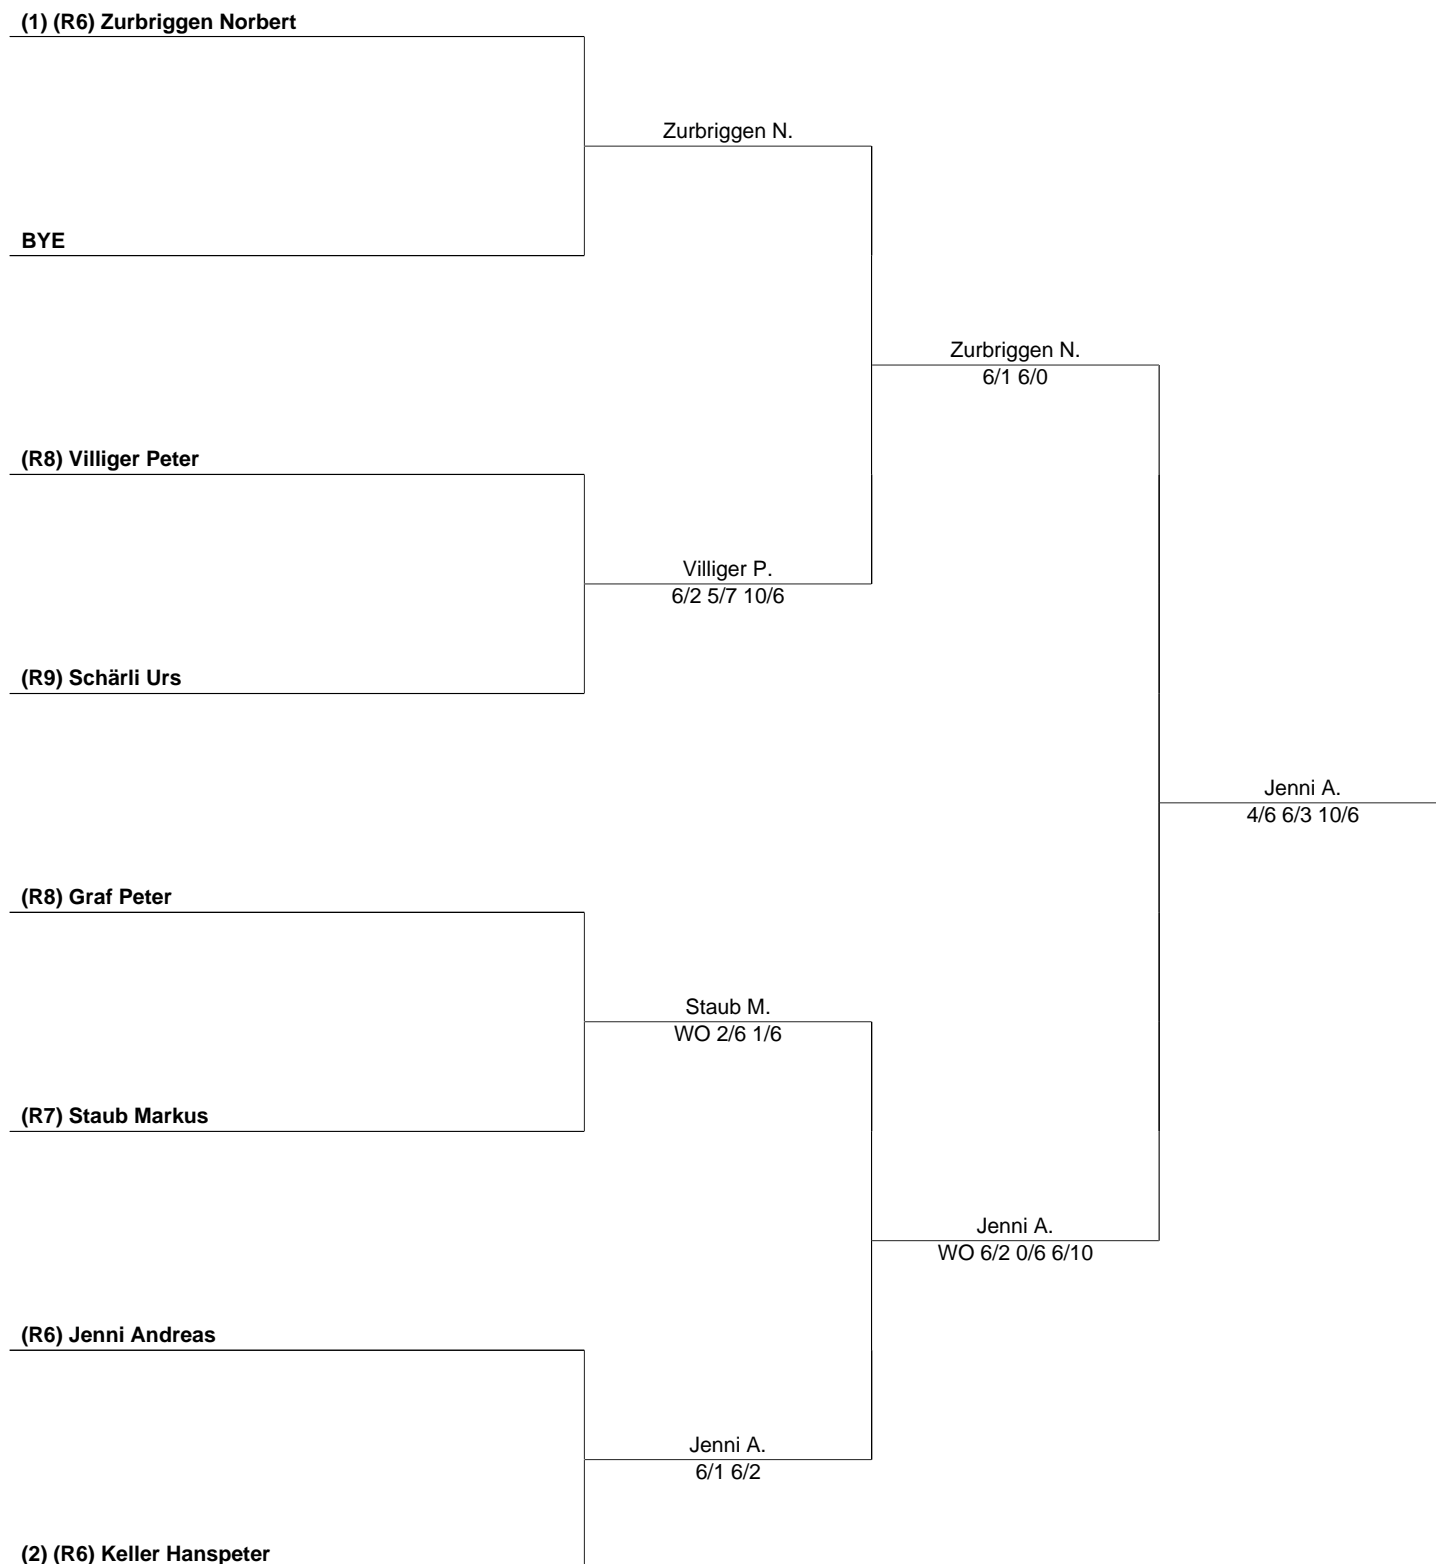 (1) (R6) Zurbriggen Norbert
Zurbriggen N.
BYE
Zurbriggen N.
6/1 6/0
(R8) Villiger Peter
Villiger P.
6/2 5/7 10/6
(R9) Schärli Urs
Jenni A.
4/6 6/3 10/6
(R8) Graf Peter
Staub M.
WO 2/6 1/6
(R7) Staub Markus
Jenni A.
WO 6/2 0/6 6/10
(R6) Jenni Andreas
Jenni A.
6/1 6/2
(2) (R6) Keller Hanspeter